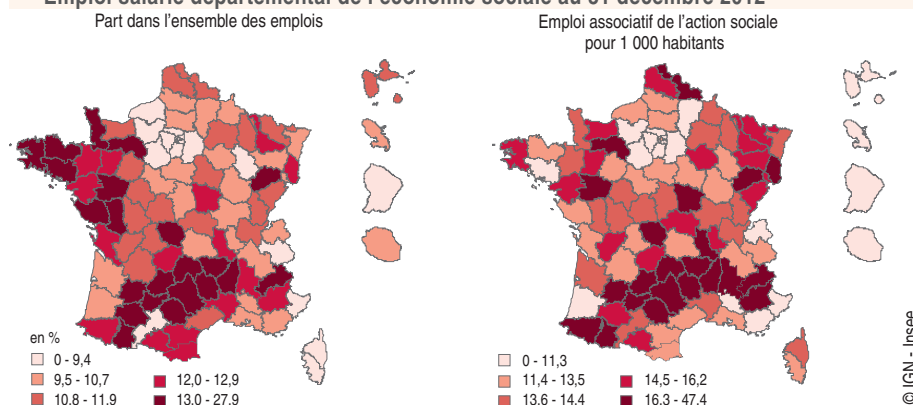 Emploi salarié départemental de l'économie sociale au 31 décembre 2012
Part dans l'ensemble des emplois
Emploi associatif de l'action sociale
pour 1 000 habitants
en %
0 - 9,4
9,5 - 10,7
10,8 - 11,9
12,0 - 12,9
13,0 - 27,9
0 - 11,3
11,4 - 13,5
13,6 - 14,4
14,5 - 16,2
16,3 - 47,4
© IGN - Insee